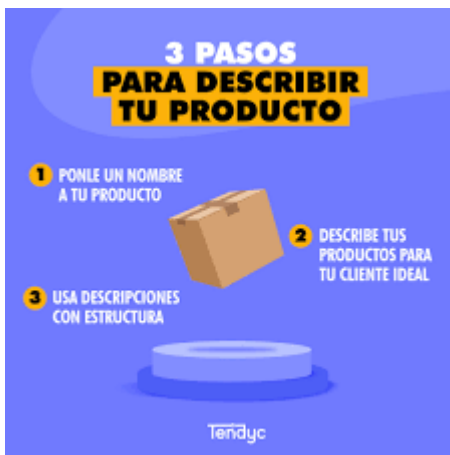 3 PASOS
PARA DESCRIBIR
TU PRODUCTO
1 PONLE UN NOMBRE
A TU PRODUCTO
2 DESCRIBE TUS
PRODUCTOS PARA
TU CLIENTE IDEAL
3 USA DESCRIPCIONES
CON ESTRUCTURA
Tendyc